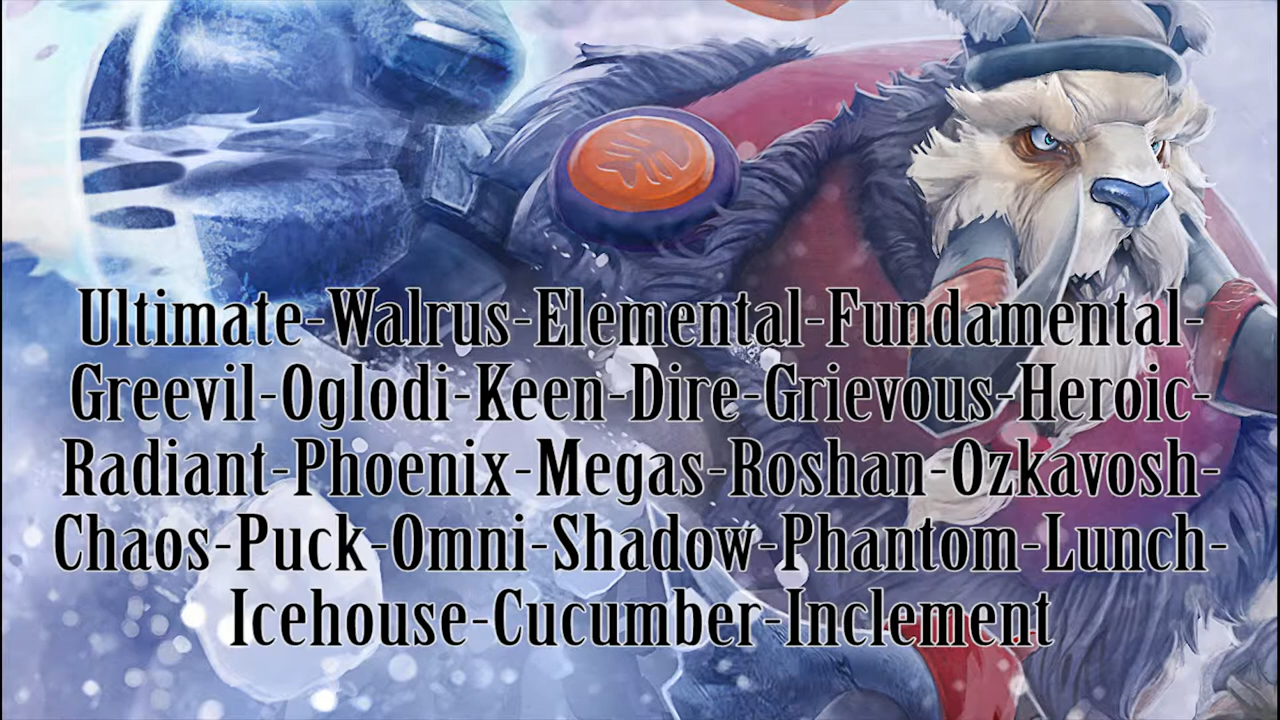 Ultimate-Walrus-Elemental-Fundamental-
Greevil-Oglodi-Keen-Dire-Grievous-Heroic-
Radiant-Phoenix-Megas-Roshan-Ozkavosh-
Chaos-Puck-Omni-Shadow-Phantom-Lunch-
Icehouse-Cucumber-Inclement